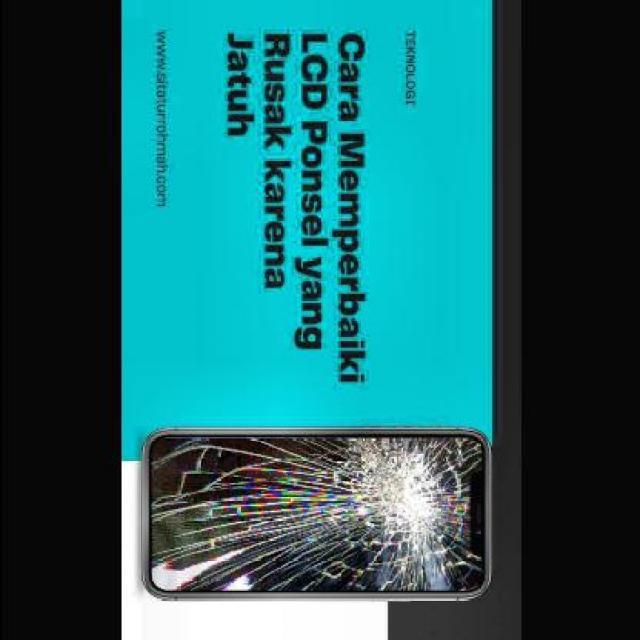 TEKNOLOGI
Cara Memperbaiki
LCD Ponsel yang
Rusak karena
Jatuh
www.sitaturrohmah.com